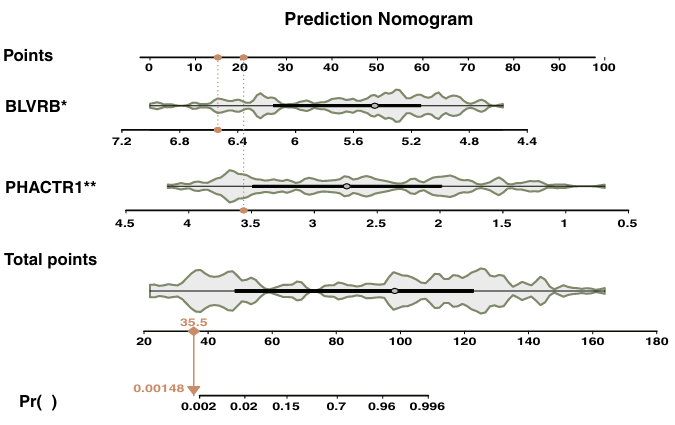 Prediction Nomogram
Points
0 10 20 30 40 50 60 70 80 90 100
BLVRB*
7.2 6.8 6.4 6 5.6 5.2 4.8 4.4
PHACTR1**
4.5 4 3.5 3 2.5 2 1.5 1 0.5
Total points
35.5
20 40 60 80 100 120 140 160 180
0.00148
Pr( )
0.002 0.02 0.15 0.7 0.96 0.996